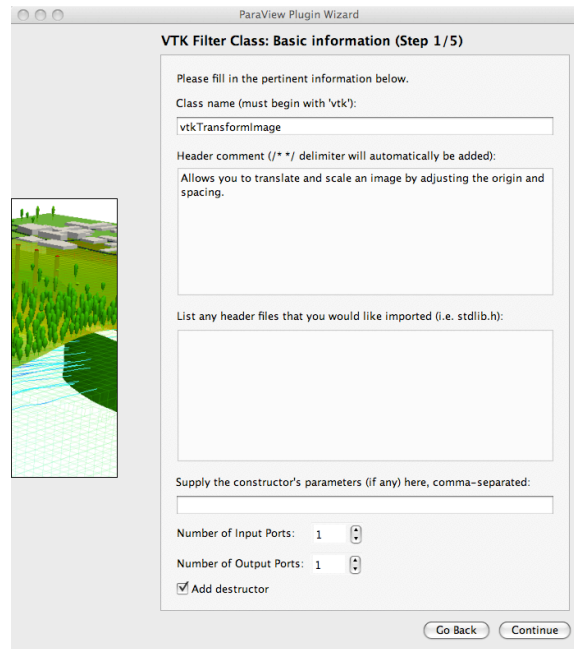 ParaView Plugin Wizard
VTK Filter Class: Basic information (Step 1/5)
Please fill in the pertinent information below.
Class name (must begin with 'vtk'):
vtkTransformImage
Header comment (/* */ delimiter will automatically be added):
Allows you to translate and scale an image by adjusting the origin and
spacing.
List any header files that you would like imported (i.e. stdlib.h):
Supply the constructor's parameters (if any) here, comma-separated:
Number of Input Ports: 1
Number of Output Ports: 1
Add destructor
Go Back Continue